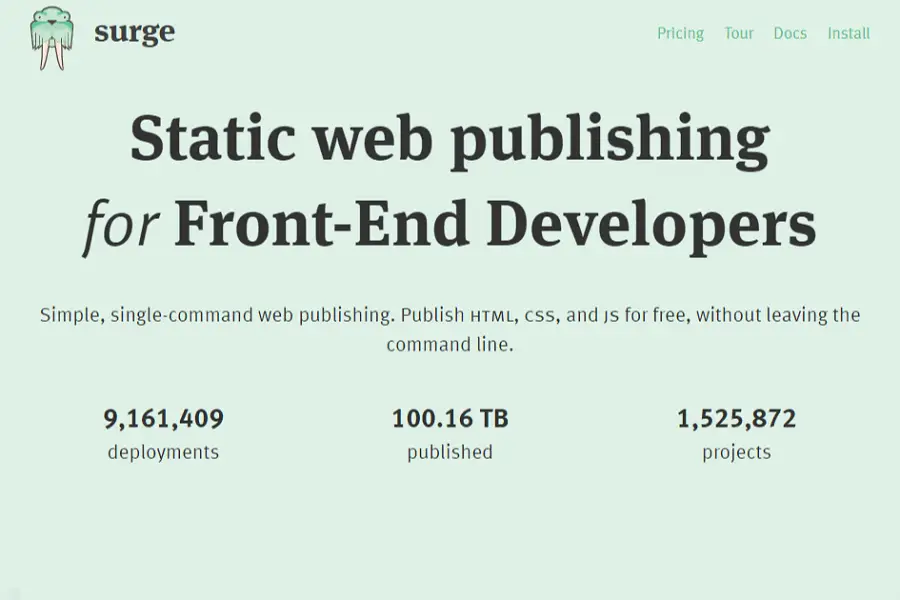 surge
Pricing Tour Docs Install
Static web publishing
for Front-End Developers
Simple, single-command web publishing. Publish HTML, CSS, and JS for free, without leaving the
command line.
9,161,409 100.16 TB 1,525,872
deployments published projects